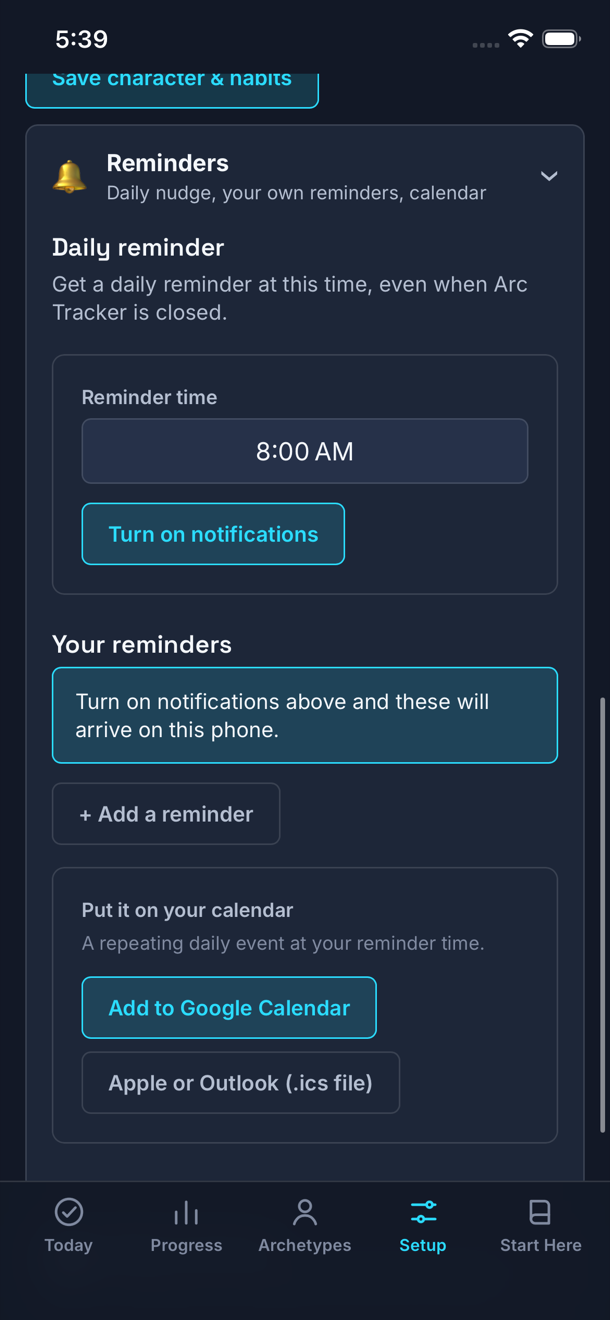 5:39
Save character & habits
Reminders
Daily nudge, your own reminders, calendar
Daily reminder
Get a daily reminder at this time, even when Arc
Tracker is closed.
Reminder time
8:00 AM
Turn on notifications
Your reminders
Turn on notifications above and these will
arrive on this phone.
+ Add a reminder
Put it on your calendar
A repeating daily event at your reminder time.
Add to Google Calendar
Apple or Outlook (.ics file)
Today
Progress
Archetypes
Setup
Start Here